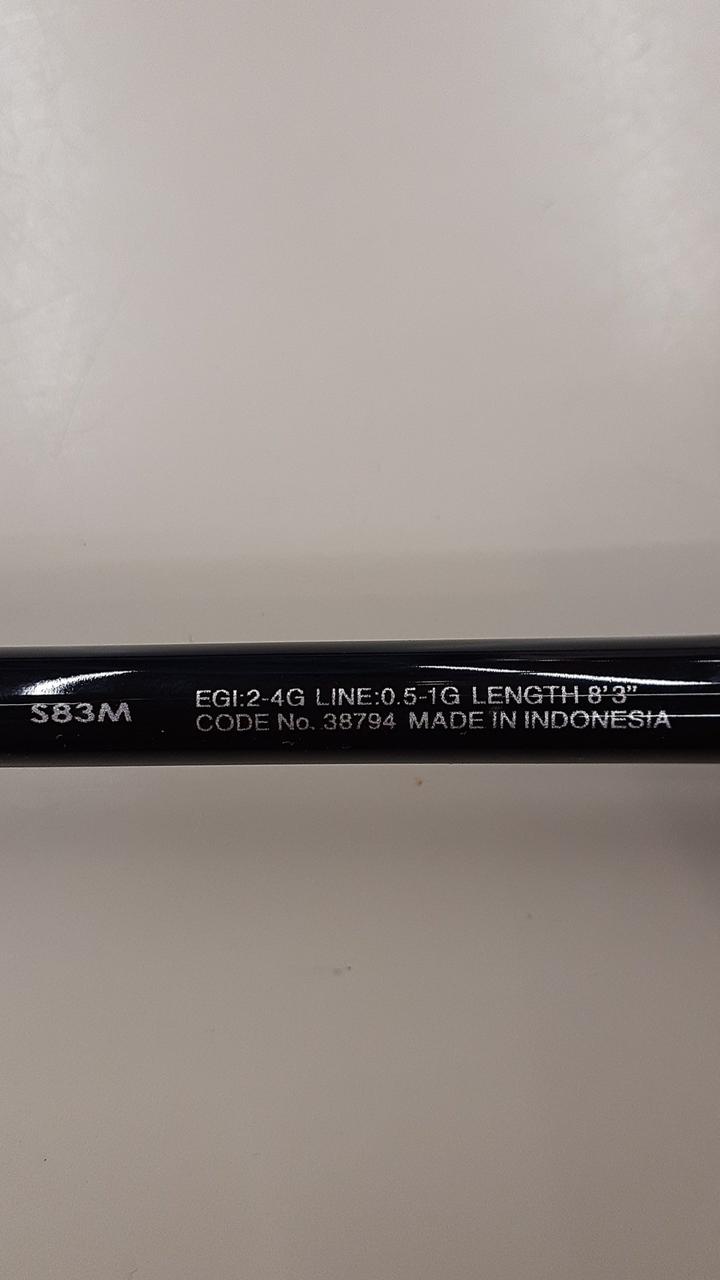 S83M
EGI:2-4G LINE:0.5-1G LENGTH 8'3"
CODE No. 38794 MADE IN INDONESIA